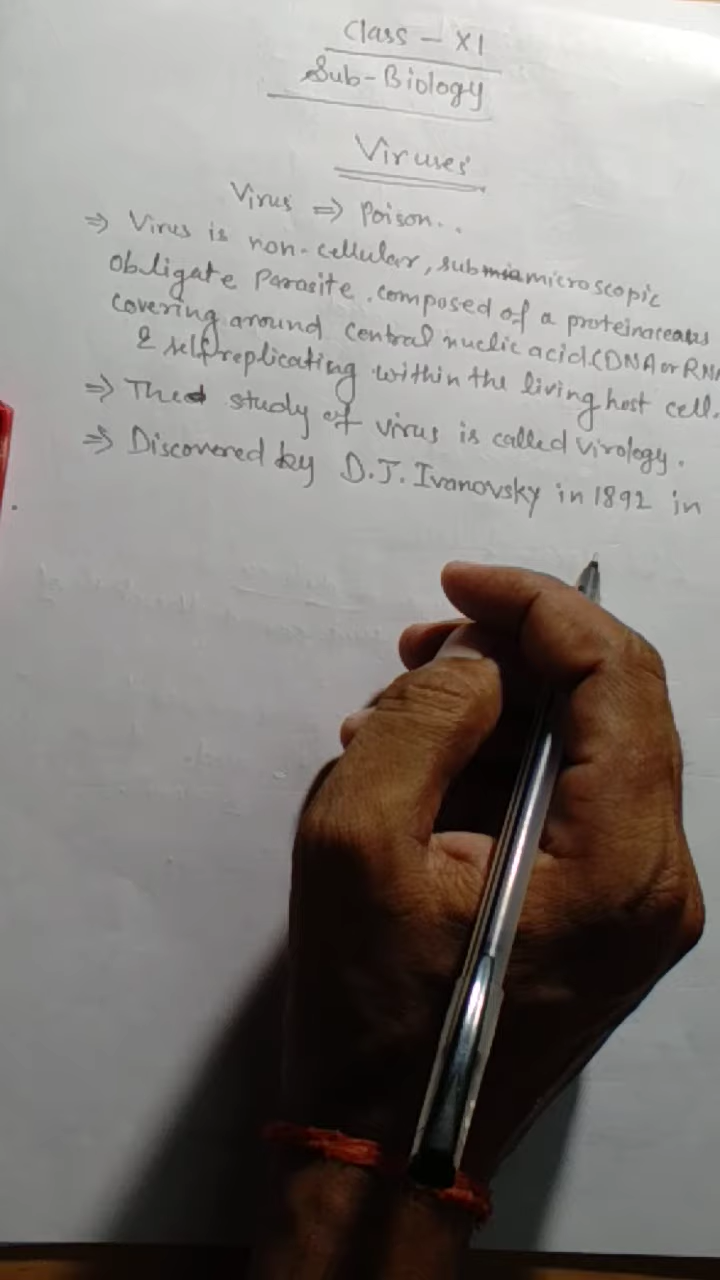 Class - XI
Sub-Biology
Viruses
Virus ⇒ Poison..
⇒ Virus is non-cellular, submicroscopic
obligate Parasite. composed of a proteinaceous
covering around central nuclic acid (DNA or RNA
& self replicating within the living host cell.
⇒ The study of virus is called Virology.
⇒ Discovered by D.J. Ivanovsky in 1892 in